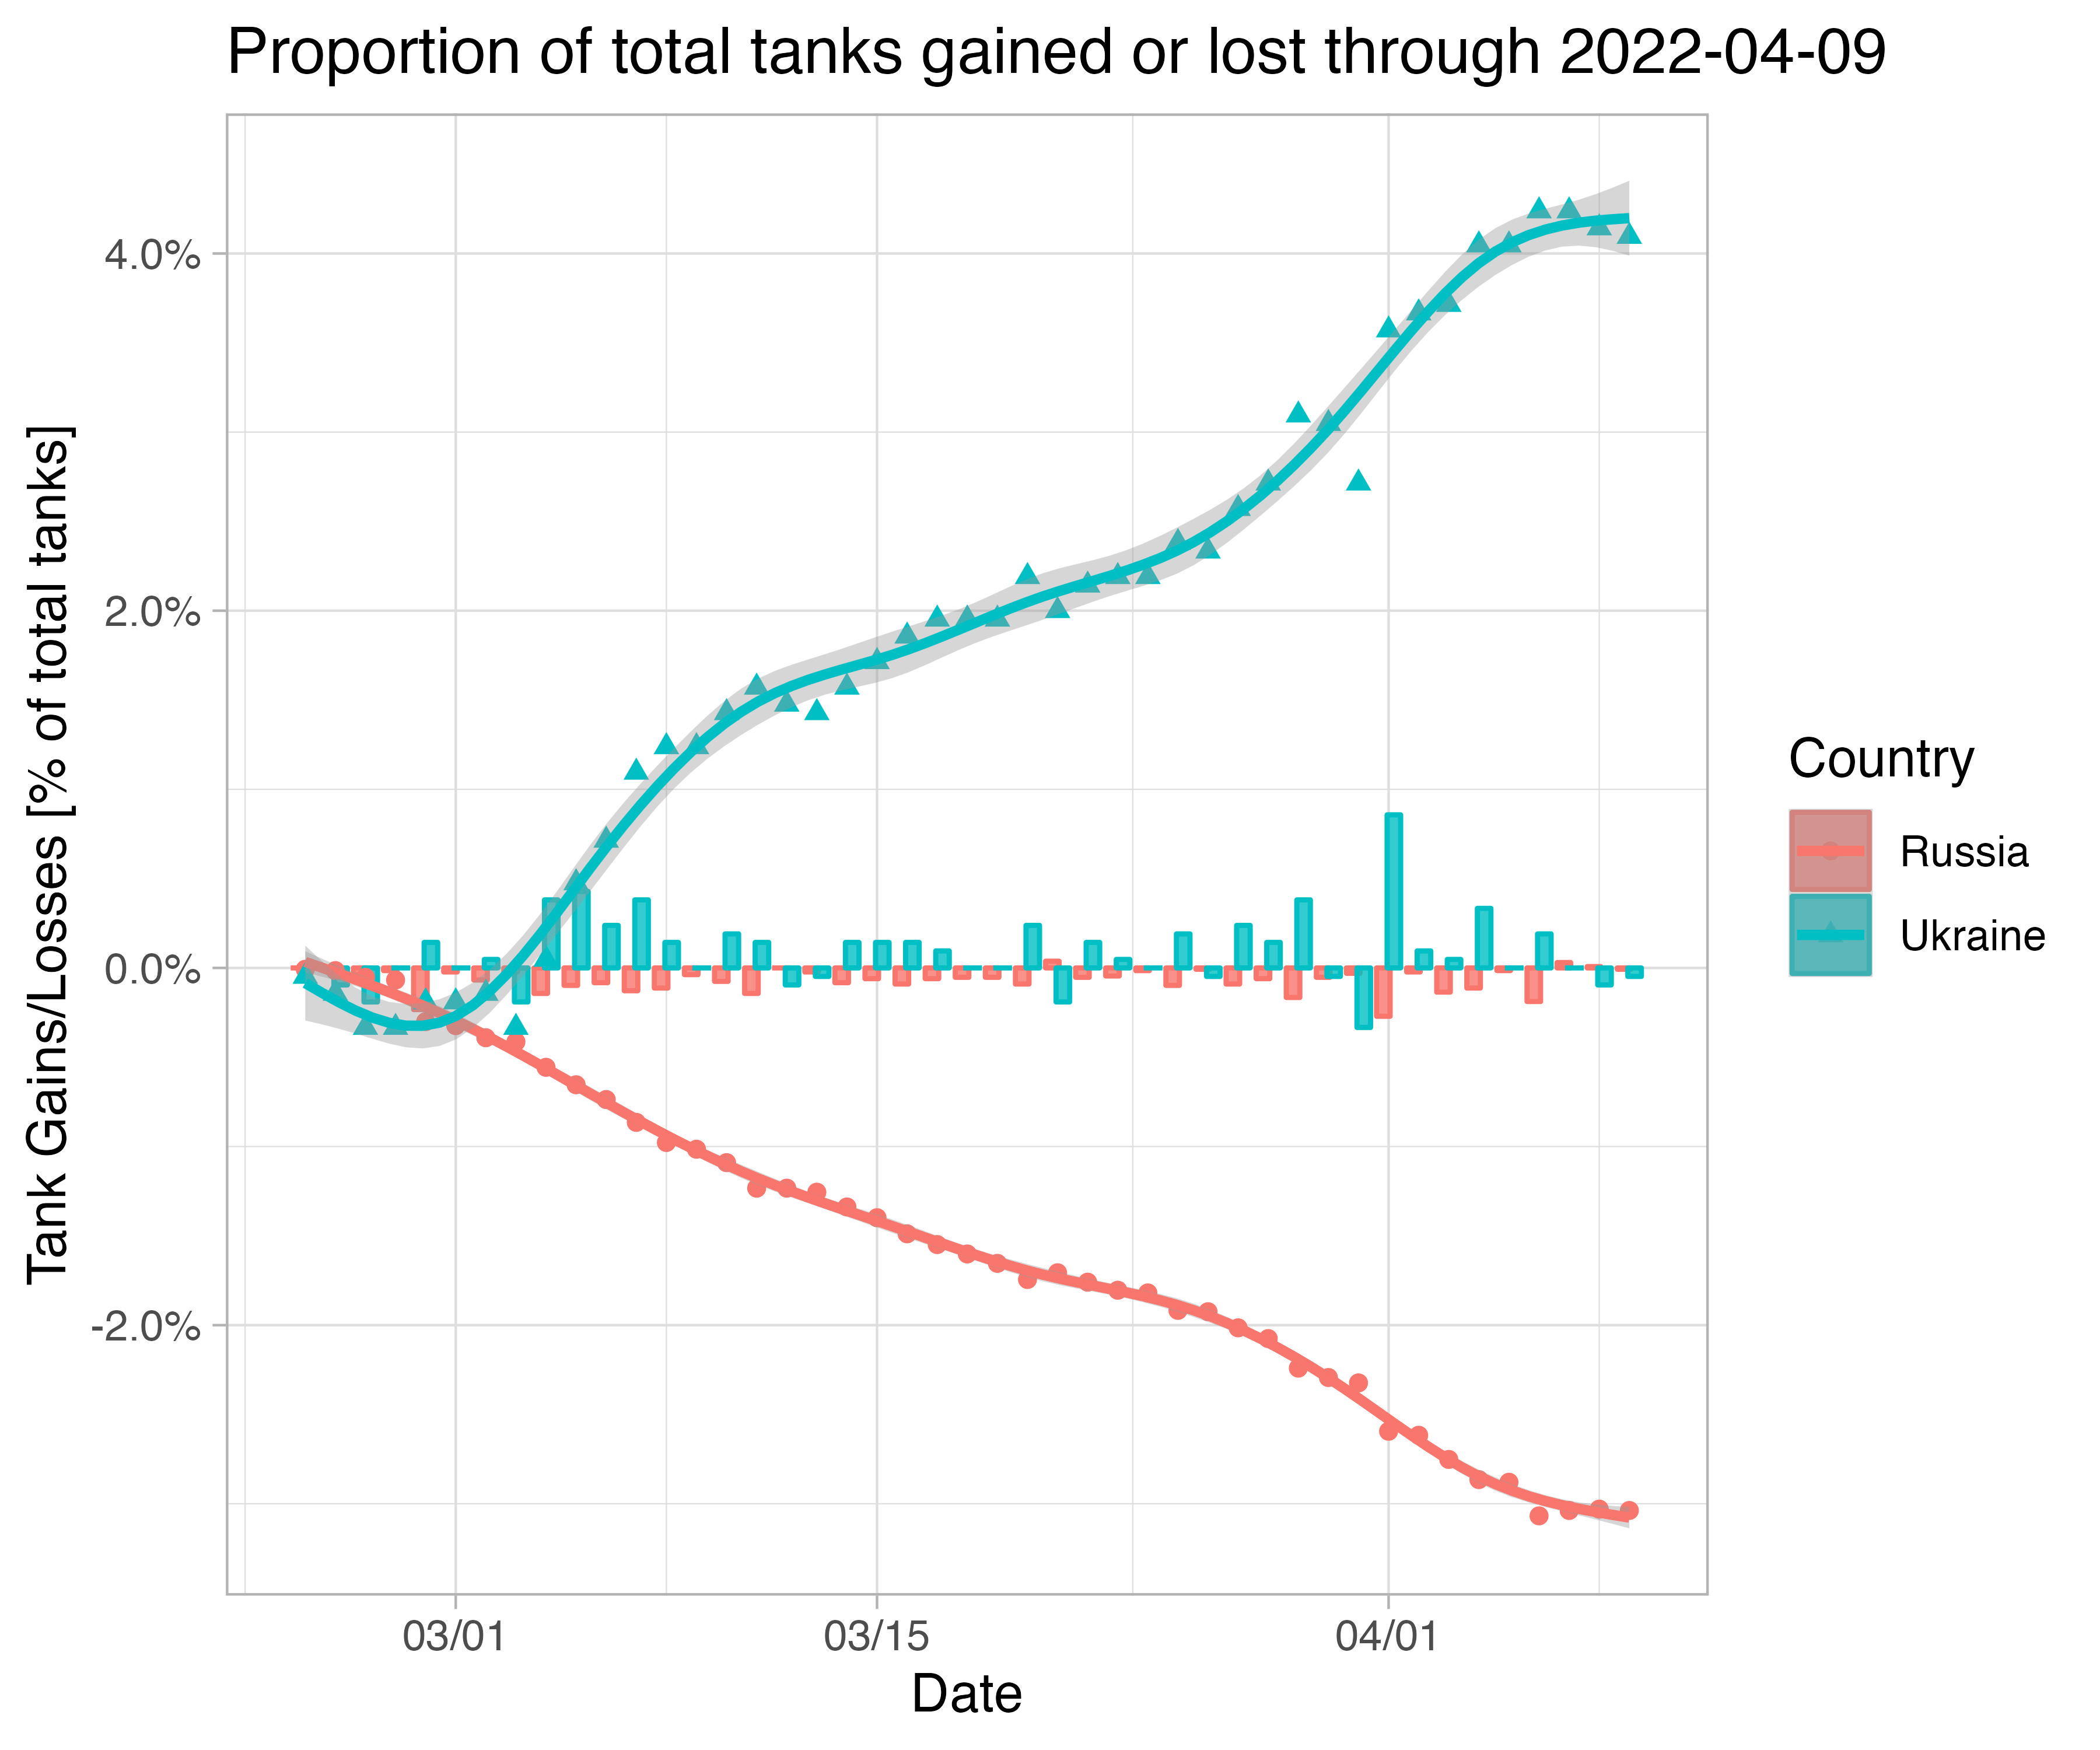 Proportion of total tanks gained or lost through 2022-04-09
Tank Gains/Losses [% of total tanks]
4.0%
2.0%
0.0%
-2.0%
03/01
03/15
04/01
Date
Country
Russia
Ukraine